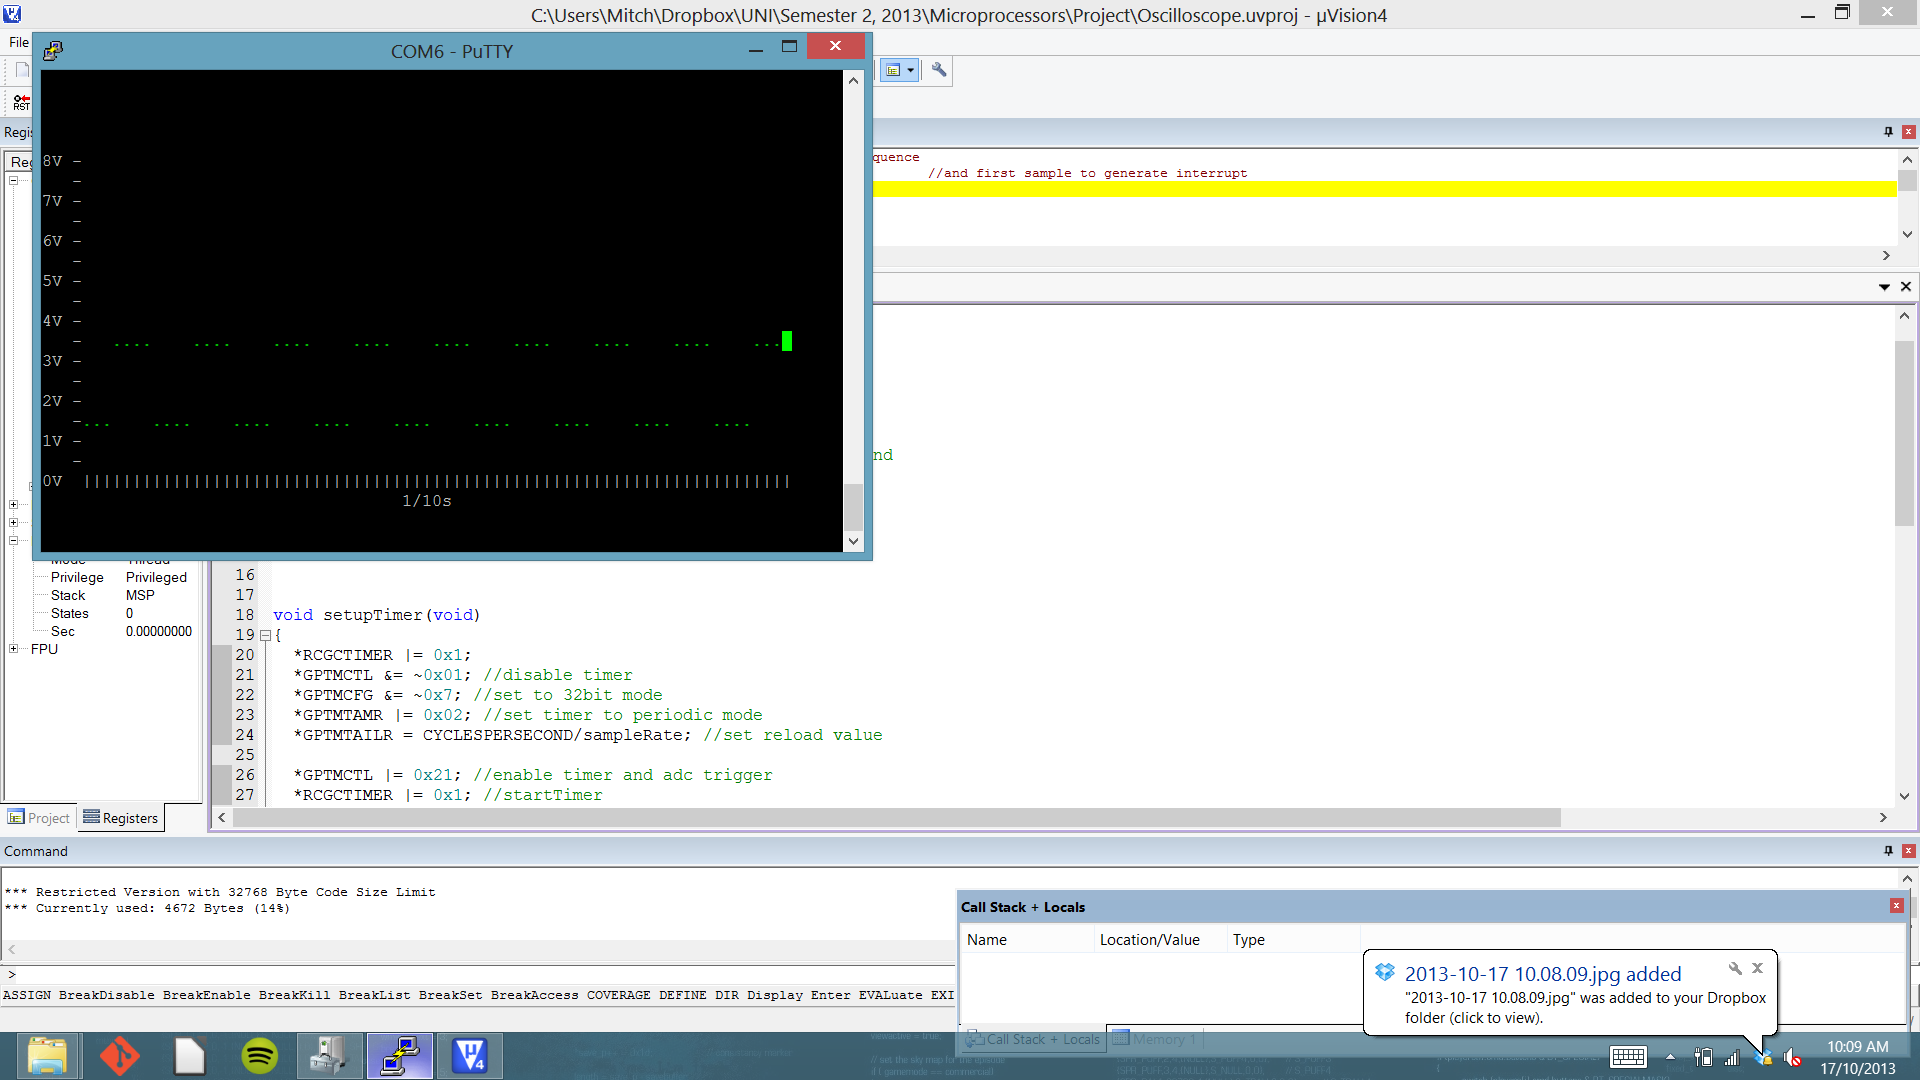 C:\Users\Mitch\Dropbox\UNI\Semester 2, 2013\Microprocessors\Project\Oscilloscope.uvproj - µVision4
File
COM6 - PuTTY
RST
Regis
Reg
8V -
7V -
6V -
5V -
4V -
3V -
2V -
1V -
0V
1/10s
quence
//and first sample to generate interrupt
nd
Mode Thread
Privilege Privileged
Stack MSP
States 0
Sec 0.00000000
FPU
16
17
18 void setupTimer(void)
19 {
20 *RCGCTIMER |= 0x1;
21 *GPTMCTL &= ~0x01; //disable timer
22 *GPTMCFG &= ~0x7; //set to 32bit mode
23 *GPTMTAMR |= 0x02; //set timer to periodic mode
24 *GPTMTAILR = CYCLESPERSECOND/sampleRate; //set reload value
25
26 *GPTMCTL |= 0x21; //enable timer and adc trigger
27 *RCGCTIMER |= 0x1; //startTimer
Project Registers
Command
*** Restricted Version with 32768 Byte Code Size Limit
*** Currently used: 4672 Bytes (14%)
>
ASSIGN BreakDisable BreakEnable BreakKill BreakList BreakSet BreakAccess COVERAGE DEFINE DIR Display Enter EVALuate EXI
Call Stack + Locals
Name Location/Value Type
Call Stack + Locals Memory 1
2013-10-17 10.08.09.jpg added
"2013-10-17 10.08.09.jpg" was added to your Dropbox
folder (click to view).
10:09 AM
17/10/2013